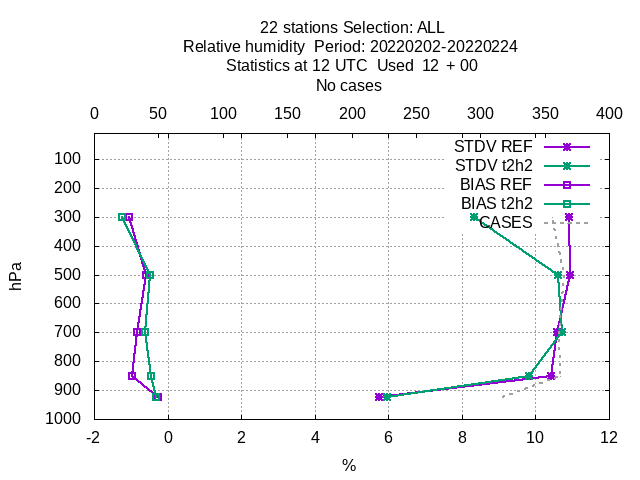 22 stations Selection: ALL
Relative humidity  Period: 20220202-20220224
Statistics at 12 UTC  Used  12  + 00
No cases
0 50 100 150 200 250 300 350 400
STDV REF
STDV t2h2
BIAS REF
BIAS t2h2
CASES
hPa
100
200
300
400
500
600
700
800
900
1000
-2 0 2 4 6 8 10 12
%